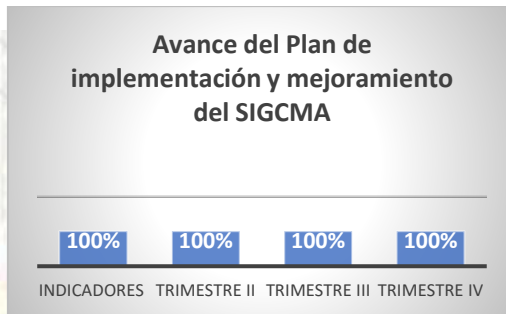 Avance del Plan de
implementación y mejoramiento
del SIGCMA
100% 100% 100% 100%
INDICADORES TRIMESTRE II TRIMESTRE III TRIMESTRE IV